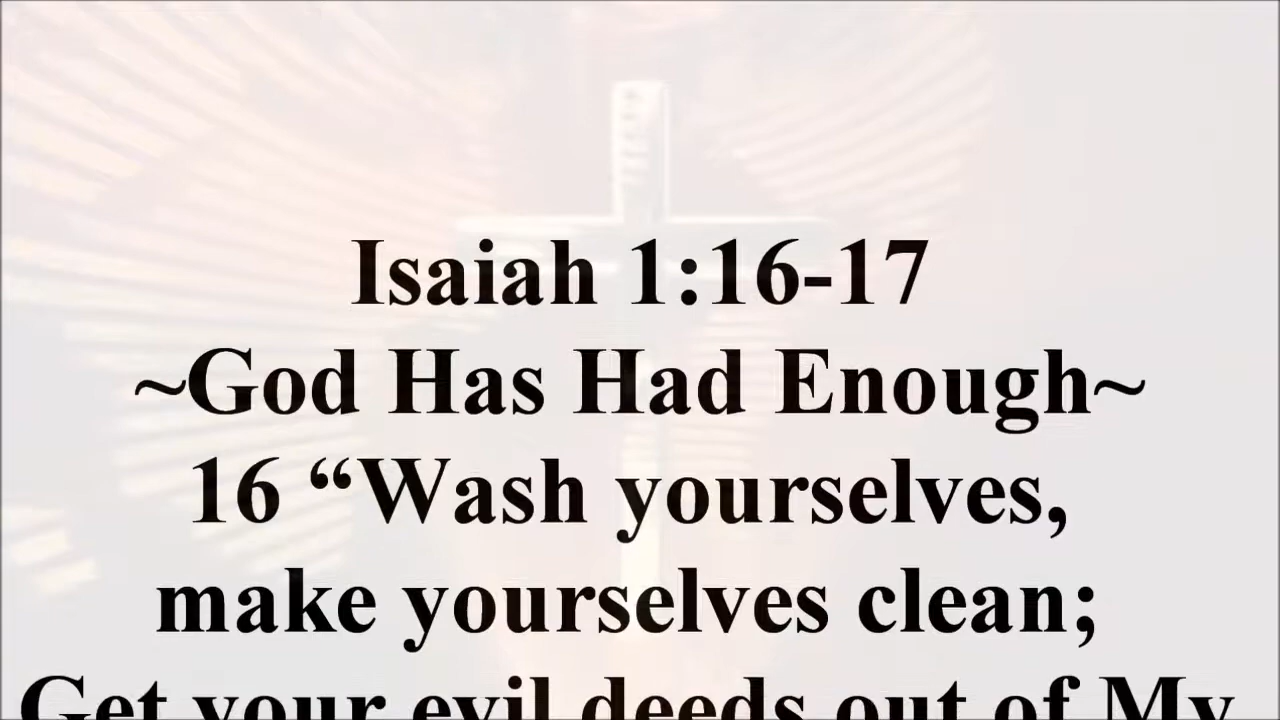 Isaiah 1:16-17
~God Has Had Enough~
16 “Wash yourselves,
make yourselves clean;
Get your evil deeds out of My